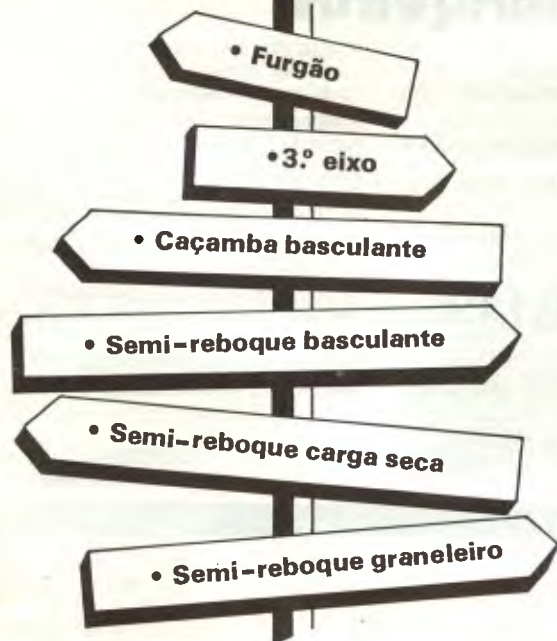 • Furgão
• 3.º eixo
• Caçamba basculante
• Semi-reboque basculante
• Semi-reboque carga seca
• Semi-reboque graneleiro